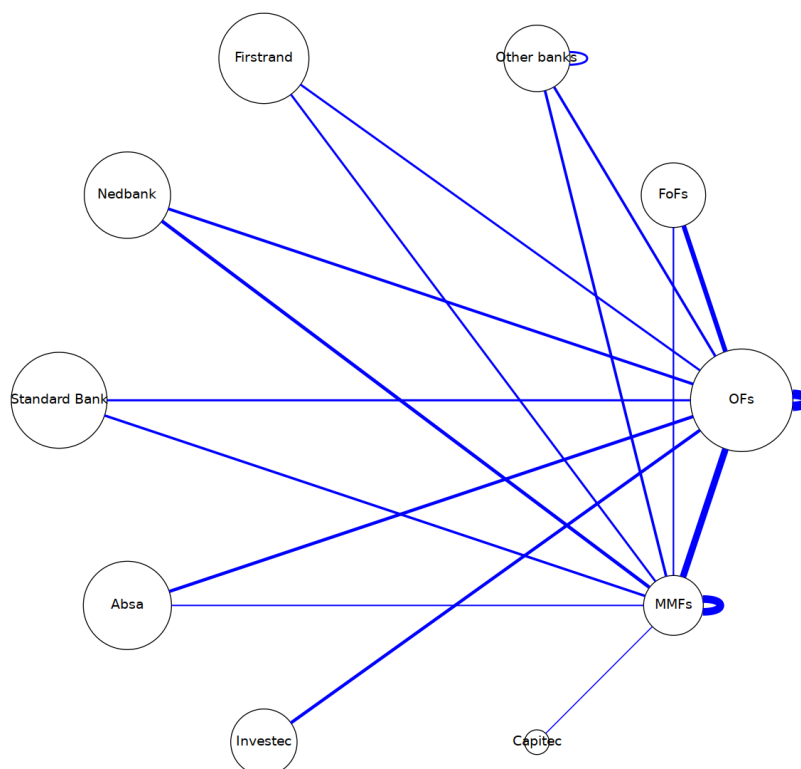 Firstrand
Other banks
Nedbank
FoFs
Standard Bank
OFs
Absa
MMFs
Investec
Capitec